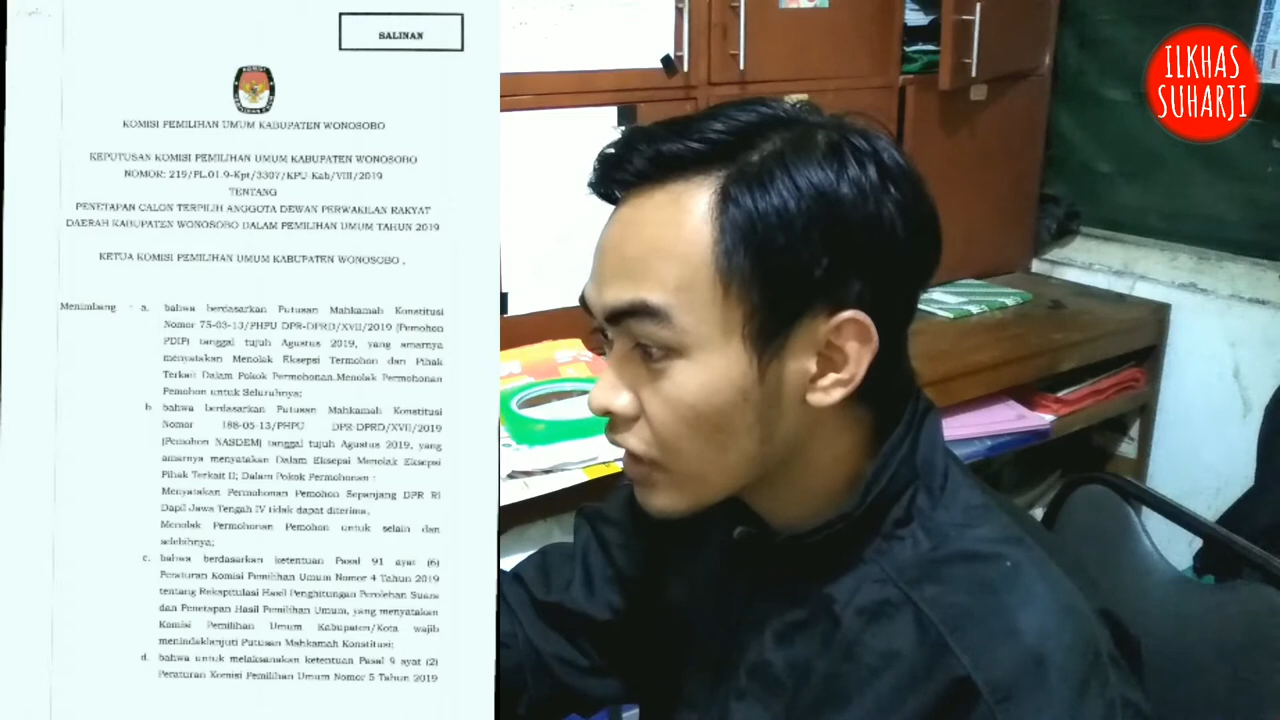 SALINAN
KOMISI PEMILIHAN UMUM KABUPATEN WONOSOBO
KEPUTUSAN KOMISI PEMILIHAN UMUM KABUPATEN WONOSOBO
NOMOR: 219/PL.01.9-Kpt/3307/KPU-Kab/VIII/2019
TENTANG
PENETAPAN CALON TERPILIH ANGGOTA DEWAN PERWAKILAN RAKYAT
DAERAH KABUPATEN WONOSOBO DALAM PEMILIHAN UMUM TAHUN 2019
KETUA KOMISI PEMILIHAN UMUM KABUPATEN WONOSOBO ,
Menimbang : a. bahwa berdasarkan Putusan Mahkamah Konstitusi
Nomor 75-03-13/PHPU DPR-DPRD/XVII/2019 (Pemohon
PDIP) tanggal tujuh Agustus 2019, yang amarnya
menyatakan Menolak Eksepsi Termohon dan Pihak
Terkait Dalam Pokok Permohonan.Menolak Permohonan
Pemohon untuk Seluruhnya;
b bahwa berdasarkan Putusan Mahkamah Konstitusi
Nomor 188-05-13/PHPU DPR-DPRD/XVII/2019
(Pemohon NASDEM) tanggal tujuh Agustus 2019, yang
amarnya menyatakan Dalam Eksepsi Menolak Eksepsi
Pihak Terkait II; Dalam Pokok Permohonan :
Menyatakan Permohonan Pemohon Sepanjang DPR RI
Dapil Jawa Tengah IV tidak dapat diterima,
Menolak Permohonan Pemohon untuk selain dan
selebihnya;
c. bahwa berdasarkan ketentuan Pasal 91 ayat (6)
Peraturan Komisi Pemilihan Umum Nomor 4 Tahun 2019
tentang Rekapitulasi Hasil Penghitungan Perolehan Suara
dan Penetapan Hasil Pemilihan Umum, yang menyatakan
Komisi Pemilihan Umum Kabupaten/Kota wajib
menindaklanjuti Putusan Mahkamah Konstitusi;
d. bahwa untuk melaksanakan ketentuan Pasal 9 ayat (2)
Peraturan Komisi Pemilihan Umum Nomor 5 Tahun 2019
ILKHAS
SUHARJI